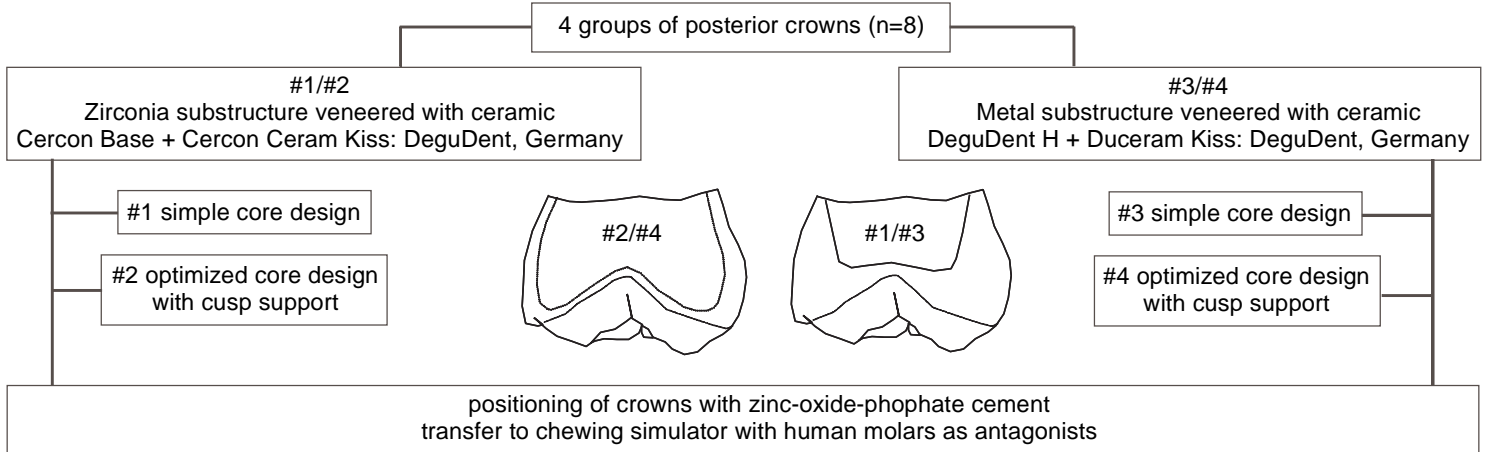 4 groups of posterior crowns (n=8)
#1/#2
Zirconia substructure veneered with ceramic
Cercon Base + Cercon Ceram Kiss: DeguDent, Germany
#3/#4
Metal substructure veneered with ceramic
DeguDent H + Duceram Kiss: DeguDent, Germany
#1 simple core design
#2 optimized core design
with cusp support
#2/#4
#1/#3
#3 simple core design
#4 optimized core design
with cusp support
positioning of crowns with zinc-oxide-phophate cement
transfer to chewing simulator with human molars as antagonists